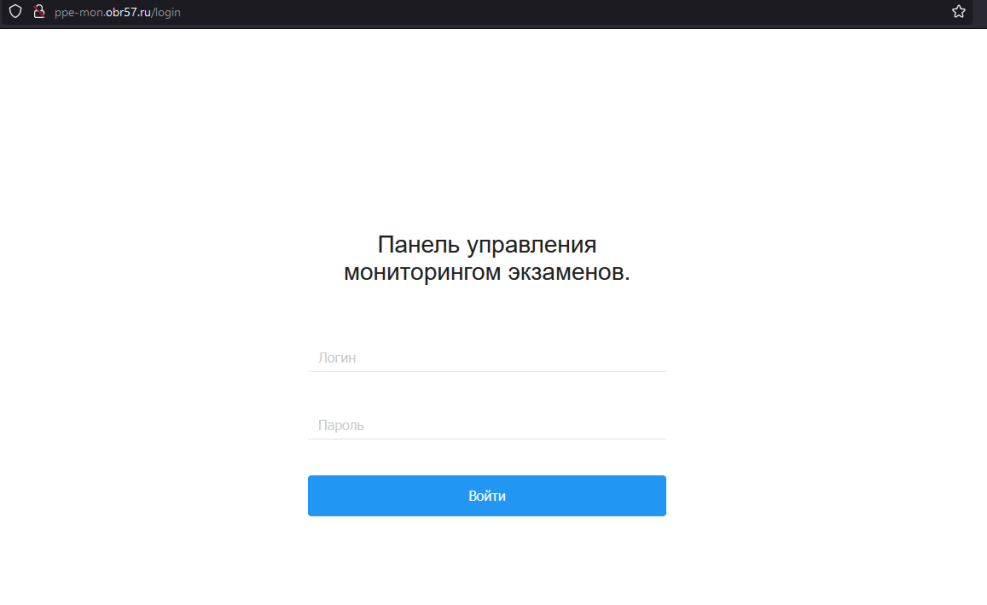 ppe-mon.obr57.ru/login
Панель управления
мониторингом экзаменов.
Логин
Пароль
Войти